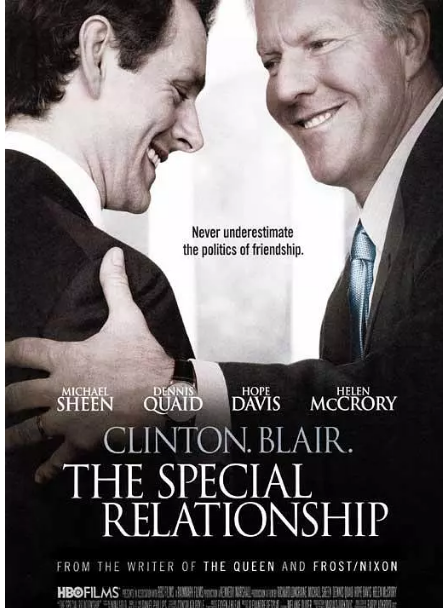 Never underestimate
the politics of friendship.
MICHAEL SHEEN
DENNIS QUAID
HOPE DAVIS
HELEN McCRORY
CLINTON. BLAIR.
THE SPECIAL
RELATIONSHIP
FROM THE WRITER OF THE QUEEN AND FROST/NIXON
HBO FILMS